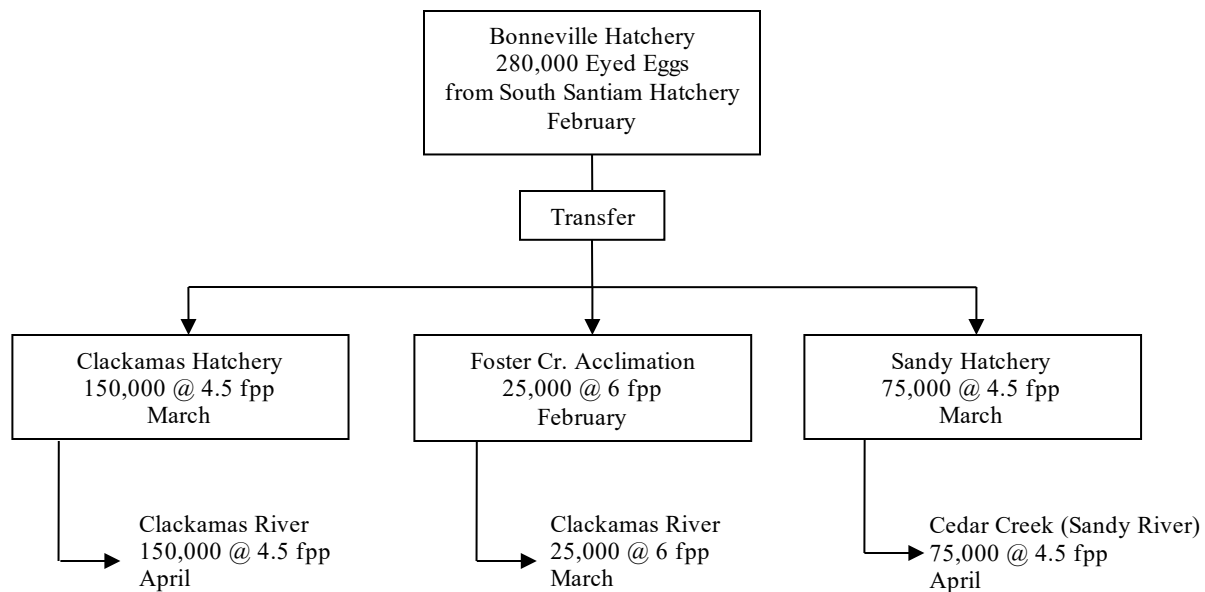 Bonneville Hatchery
280,000 Eyed Eggs
from South Santiam Hatchery
February
Transfer
Clackamas Hatchery
150,000 @ 4.5 fpp
March
Foster Cr. Acclimation
25,000 @ 6 fpp
February
Sandy Hatchery
75,000 @ 4.5 fpp
March
Clackamas River
150,000 @ 4.5 fpp
April
Clackamas River
25,000 @ 6 fpp
March
Cedar Creek (Sandy River)
75,000 @ 4.5 fpp
April